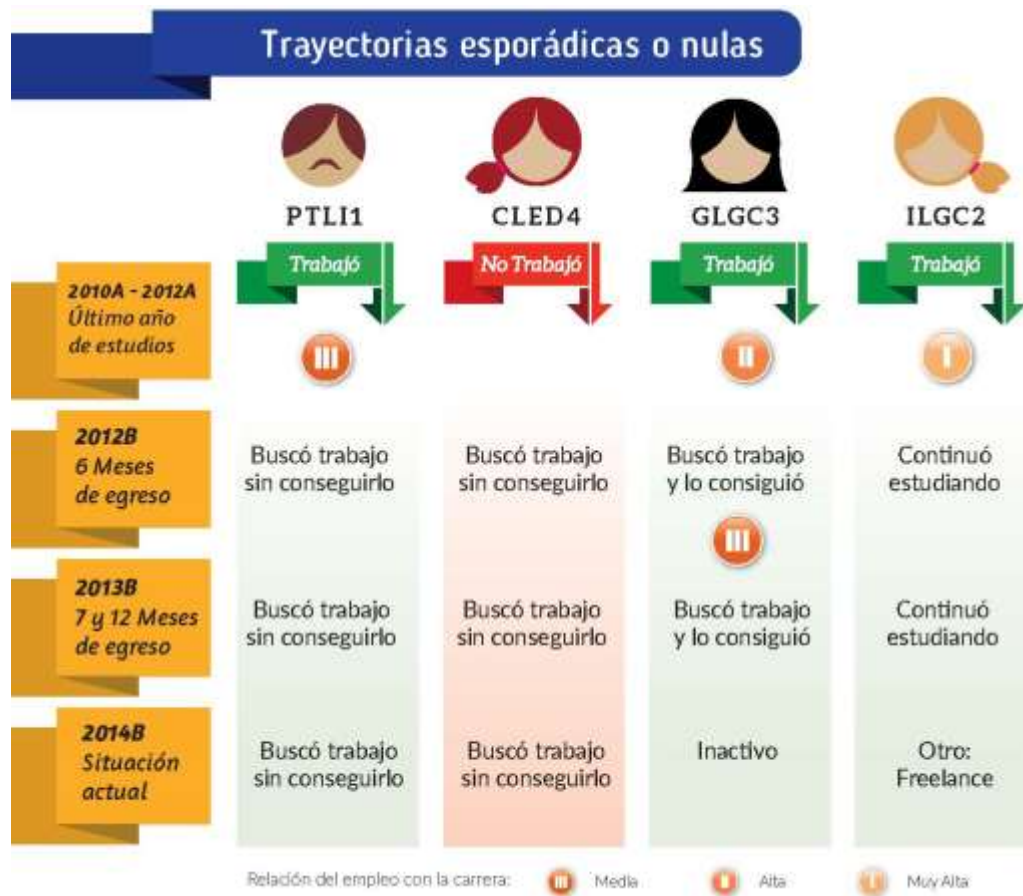 Trayectorias esporádicas o nulas
PTLI1
CLED4
GLGC3
ILGC2
Trabajó
No Trabajó
Trabajó
Trabajó
2010A - 2012A
Último año
de estudios
III
II
I
2012B
6 Meses
de egreso
Buscó trabajo
sin conseguirlo
Buscó trabajo
sin conseguirlo
Buscó trabajo
y lo consiguió
Continuó
estudiando
III
2013B
7 y 12 Meses
de egreso
Buscó trabajo
sin conseguirlo
Buscó trabajo
sin conseguirlo
Buscó trabajo
y lo consiguió
Continuó
estudiando
2014B
Situación
actual
Buscó trabajo
sin conseguirlo
Buscó trabajo
sin conseguirlo
Inactivo
Otro:
Freelance
Relación del empleo con la carrera: III Media II Alta I Muy Alta